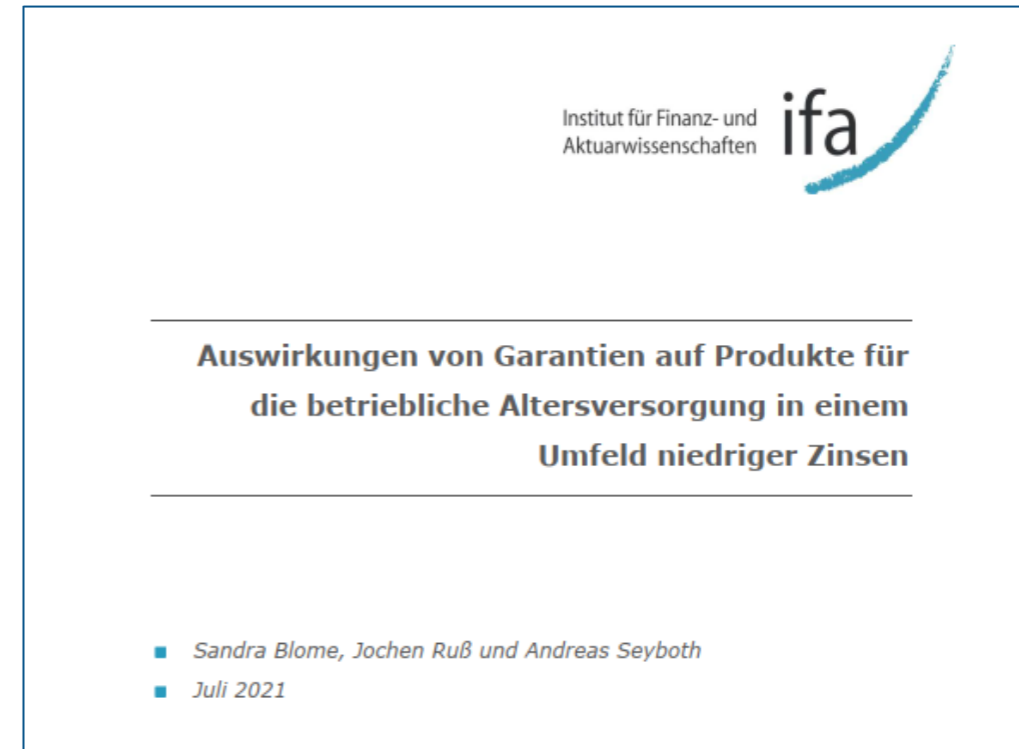 Institut für Finanz- und
Aktuarwissenschaften
ifa
Auswirkungen von Garantien auf Produkte für
die betriebliche Altersversorgung in einem
Umfeld niedriger Zinsen
Sandra Blome, Jochen Ruß und Andreas Seyboth
Juli 2021